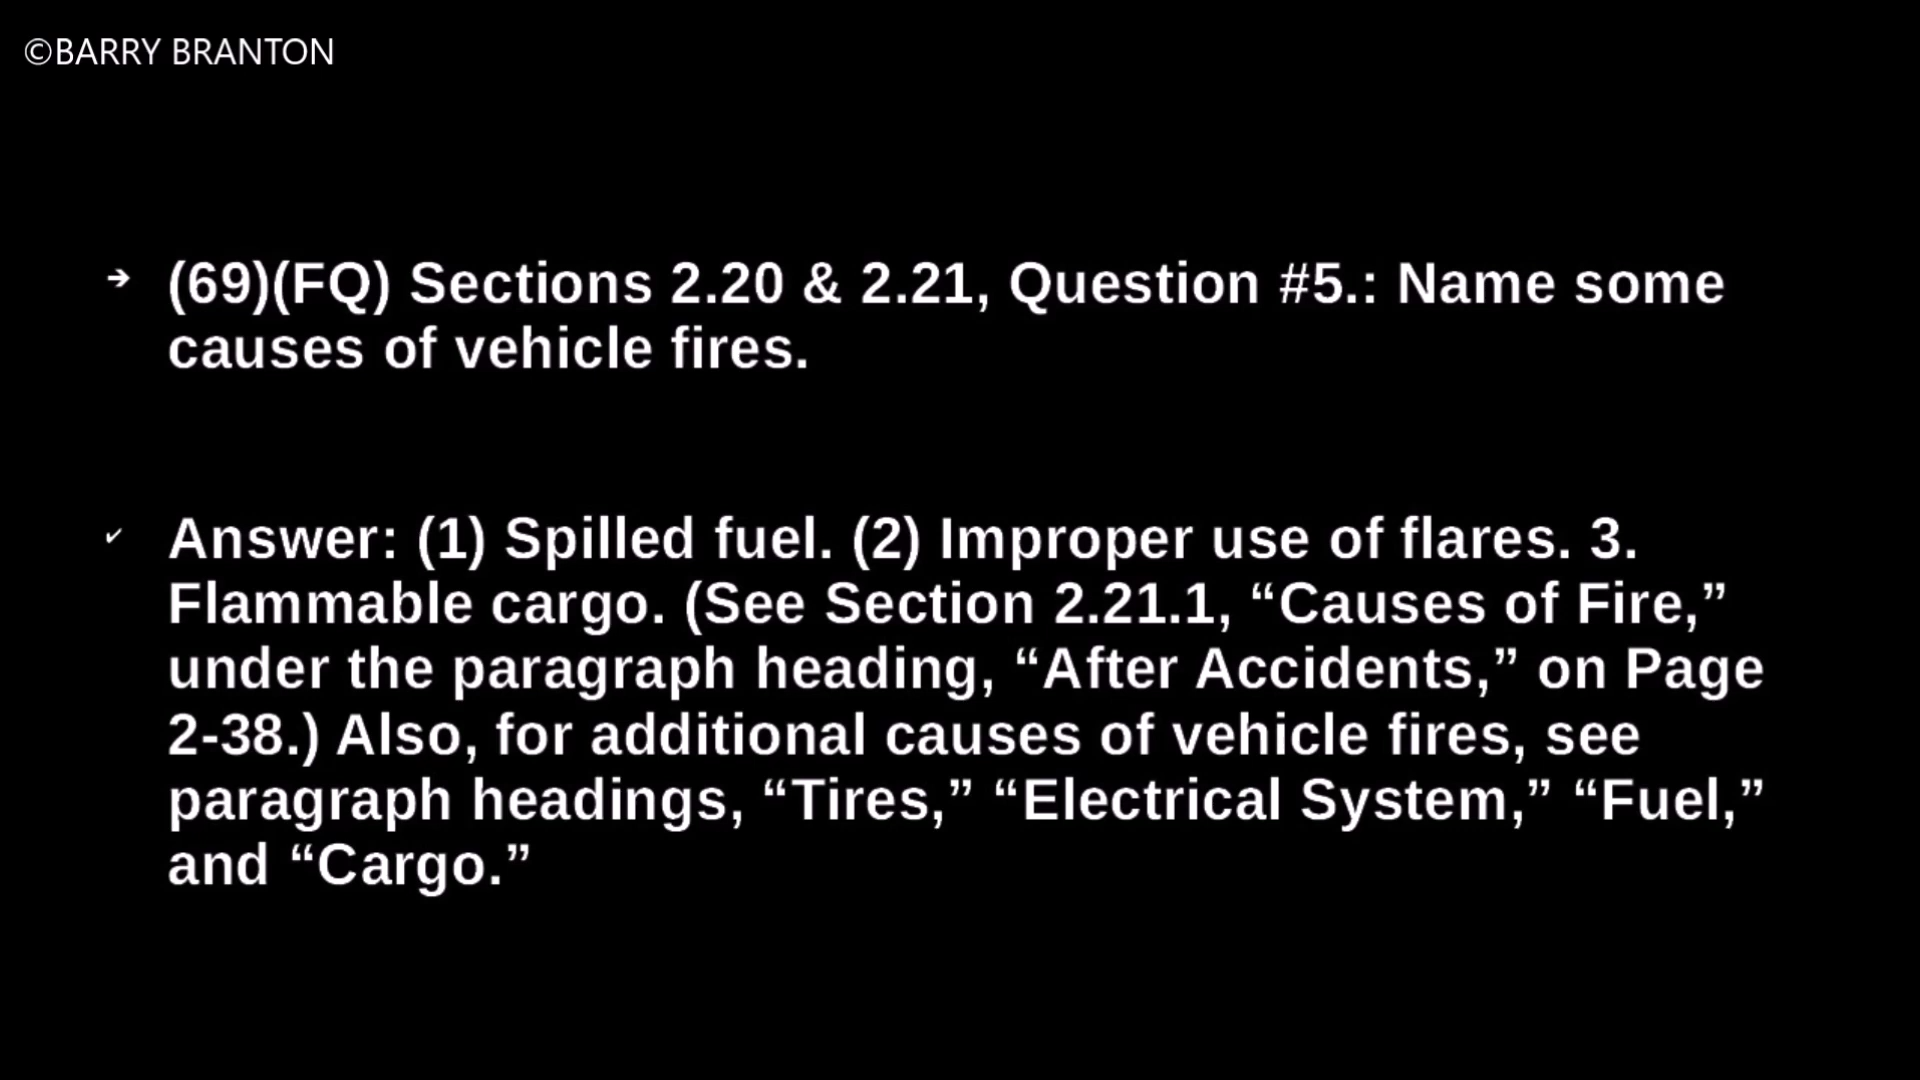 ©BARRY BRANTON
➔ (69)(FQ) Sections 2.20 & 2.21, Question #5.: Name some
causes of vehicle fires.
✓ Answer: (1) Spilled fuel. (2) Improper use of flares. 3.
Flammable cargo. (See Section 2.21.1, “Causes of Fire,”
under the paragraph heading, “After Accidents,” on Page
2-38.) Also, for additional causes of vehicle fires, see
paragraph headings, “Tires,” “Electrical System,” “Fuel,”
and “Cargo.”